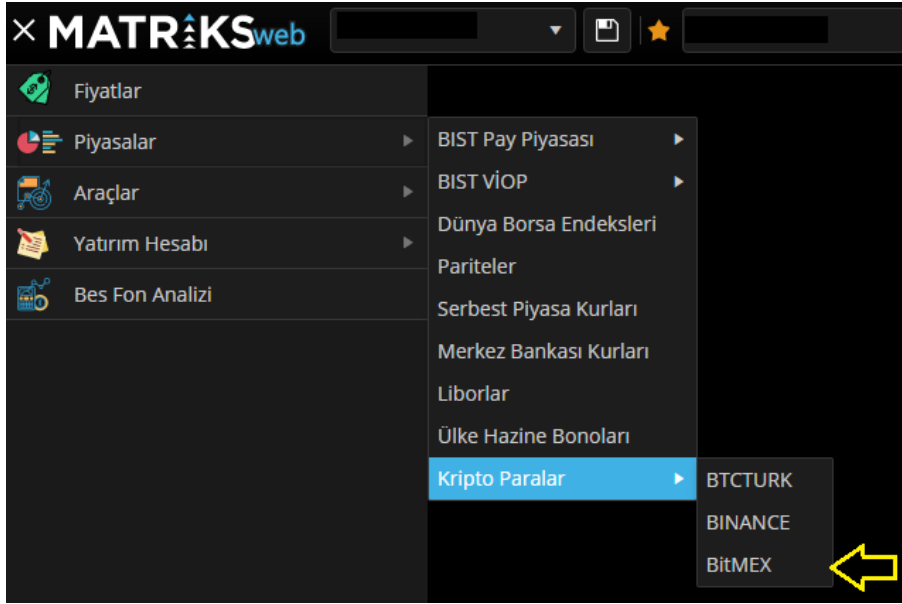 MATRİKSweb
Fiyatlar
Piyasalar
Araçlar
Yatırım Hesabı
Bes Fon Analizi
BIST Pay Piyasası
BIST VİOP
Dünya Borsa Endeksleri
Pariteler
Serbest Piyasa Kurları
Merkez Bankası Kurları
Liborlar
Ülke Hazine Bonoları
Kripto Paralar
BTCTURK
BINANCE
BitMEX